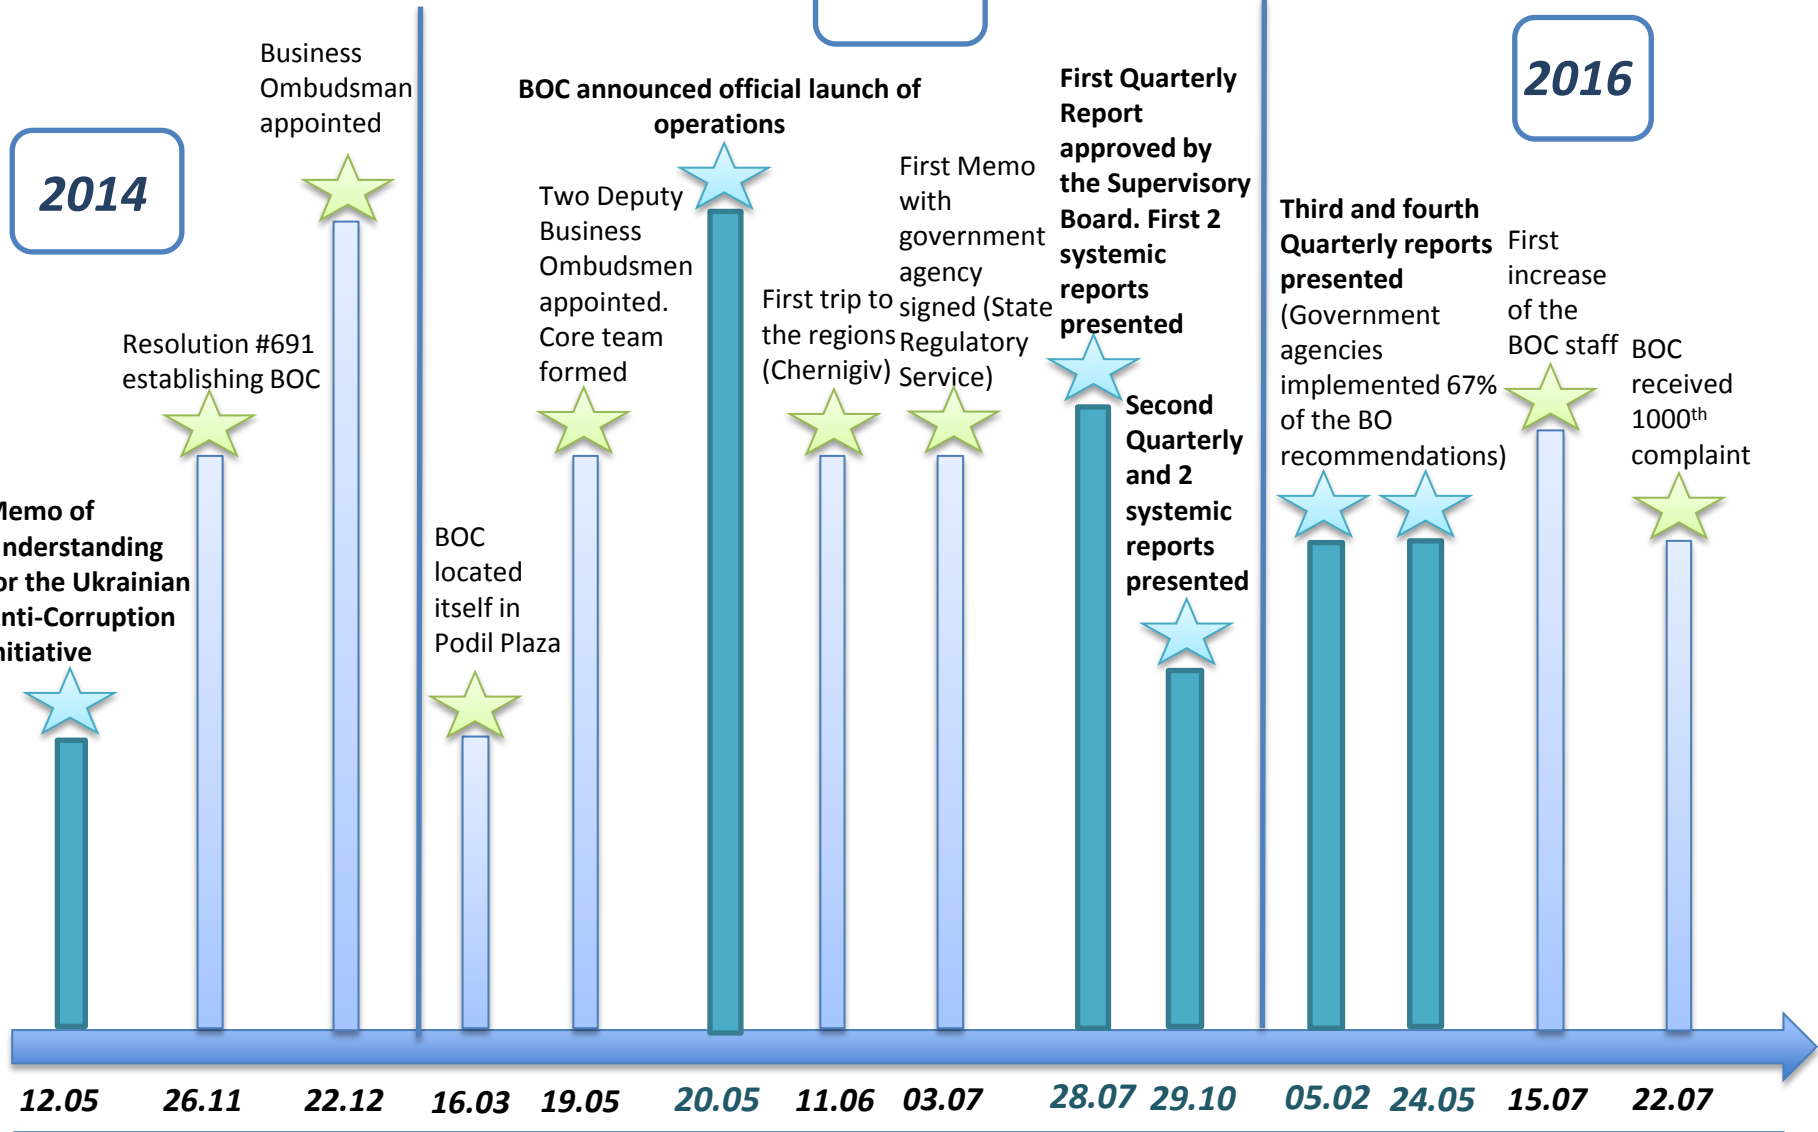 2014
2016
Memo of
Understanding
for the Ukrainian
Anti-Corruption
Initiative
Resolution #691
establishing BOC
Business
Ombudsman
appointed
BOC
located
itself in
Podil Plaza
Two Deputy
Business
Ombudsmen
appointed.
Core team
formed
BOC announced official launch of
operations
First trip to
the regions
(Chernigiv)
First Memo
with
government
agency
signed (State
Regulatory
Service)
First Quarterly
Report
approved by
the Supervisory
Board. First 2
systemic
reports
presented
Second
Quarterly
and 2
systemic
reports
presented
Third and fourth
Quarterly reports
presented
(Government
agencies
implemented 67%
of the BO
recommendations)
First
increase
of the
BOC staff
BOC
received
1000th
complaint
12.05 26.11 22.12 16.03 19.05 20.05 11.06 03.07 28.07 29.10 05.02 24.05 15.07 22.07